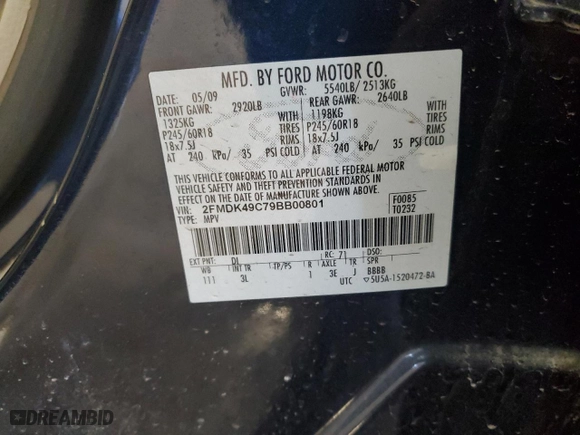 MFD. BY FORD MOTOR CO.
DATE: 05/09 GVWR: 5540LB/ 2513KG
FRONT GAWR: 2920LB REAR GAWR: 2640LB
1325KG 1198KG
P245/60R18 TIRES P245/60R18 TIRES
18x7.5J RIMS 18x7.5J RIMS
AT 240 kPa/ 35 PSI COLD AT 240 kPa/ 35 PSI COLD
THIS VEHICLE CONFORMS TO ALL APPLICABLE FEDERAL MOTOR
VEHICLE SAFETY AND THEFT PREVENTION STANDARDS IN
EFFECT ON THE DATE OF MANUFACTURE SHOWN ABOVE.
VIN: 2FMDK49C79BB00801 F0085
TYPE: MPV T0232
EXT PNT: DL RC: 71 DSO:
WB INT TR TP/PS R AXLE TR SPR
111 3L 1 3E J BBBB
UTC 5U5A-1520472-BA
DREAMBID